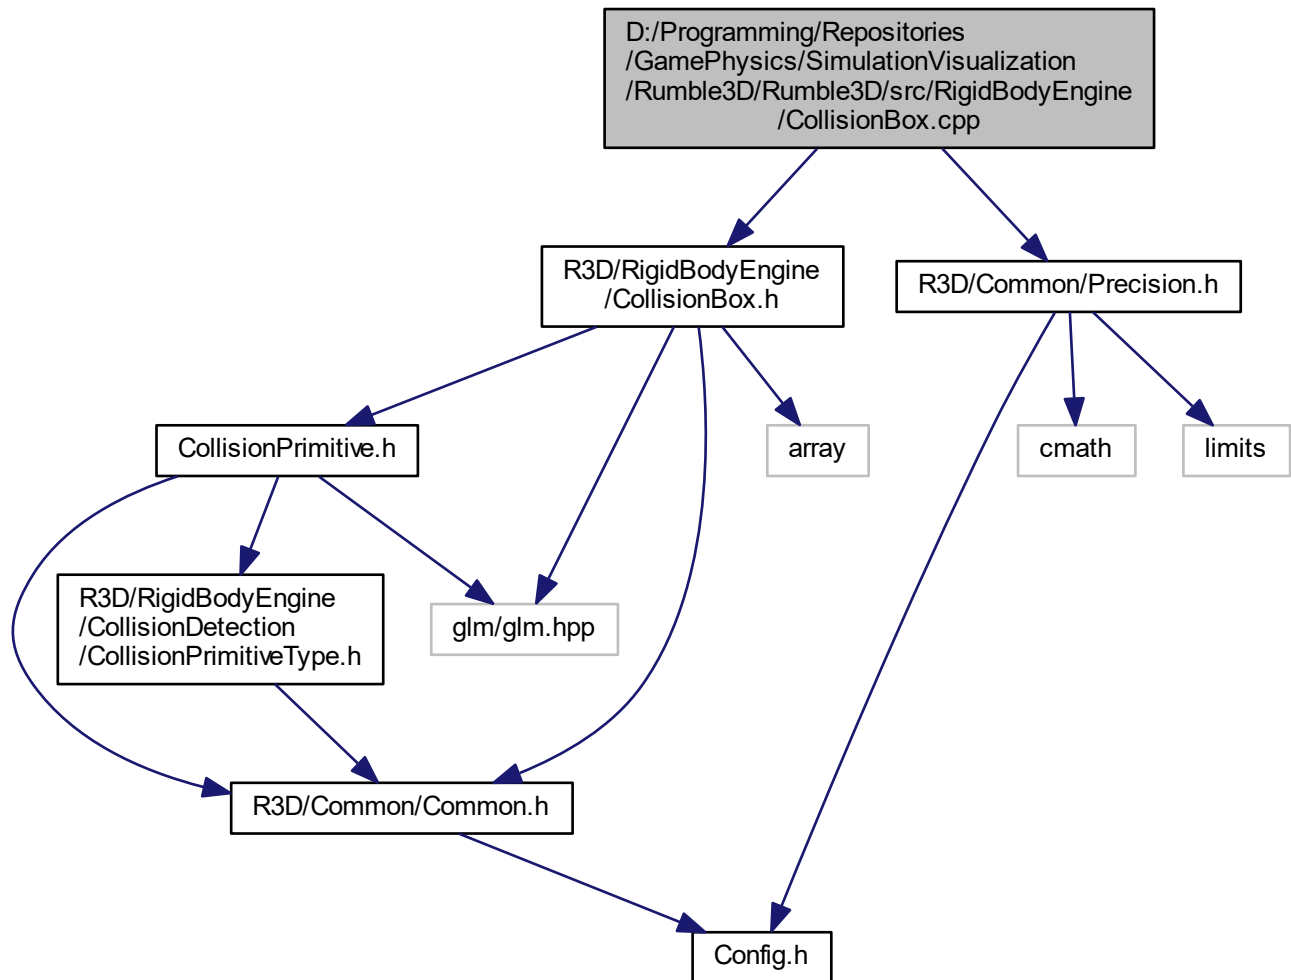 D:/Programming/Repositories
/GamePhysics/SimulationVisualization
/Rumble3D/Rumble3D/src/RigidBodyEngine
/CollisionBox.cpp
R3D/RigidBodyEngine
/CollisionBox.h
R3D/Common/Precision.h
CollisionPrimitive.h
array
cmath
limits
R3D/RigidBodyEngine
/CollisionDetection
/CollisionPrimitiveType.h
glm/glm.hpp
R3D/Common/Common.h
Config.h